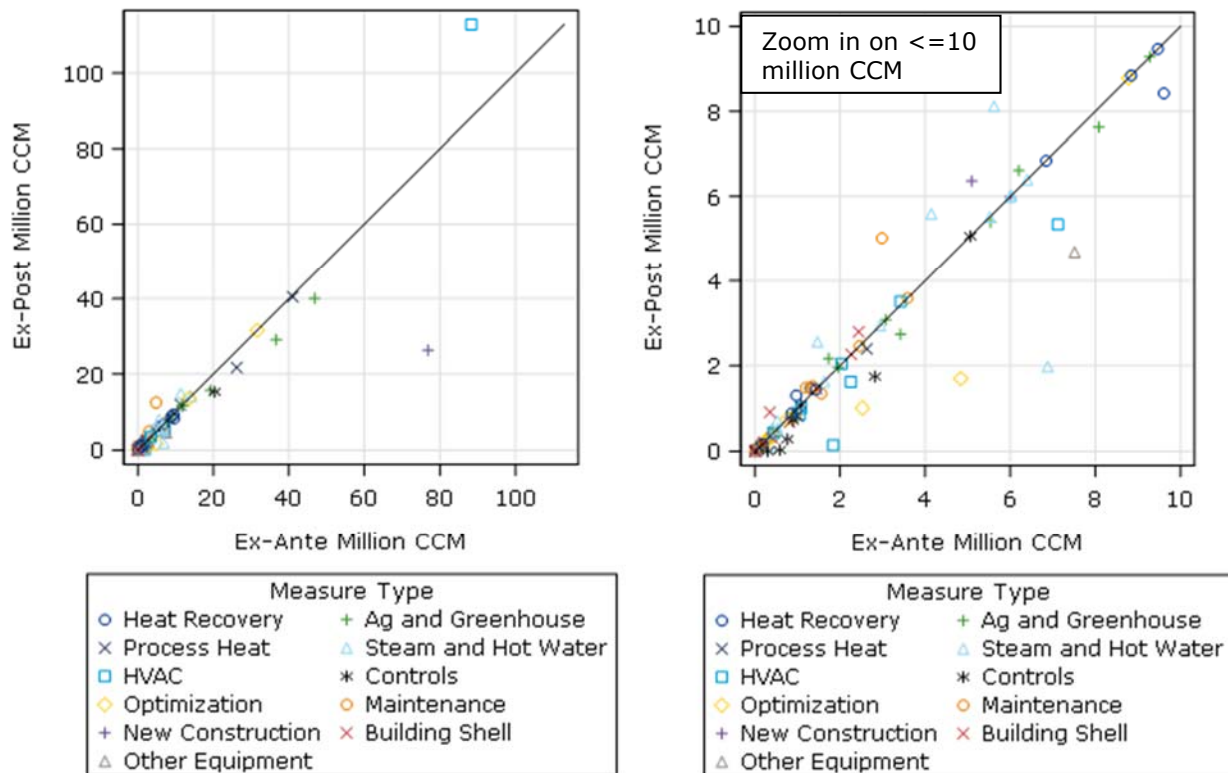 Ex-Post Million CCM
100
80
60
40
20
0
0 20 40 60 80 100
Ex-Ante Million CCM
Measure Type
Heat Recovery Ag and Greenhouse
Process Heat Steam and Hot Water
HVAC Controls
Optimization Maintenance
New Construction Building Shell
Other Equipment
Zoom in on <=10
million CCM
Ex-Post Million CCM
10
8
6
4
2
0
0 2 4 6 8 10
Ex-Ante Million CCM
Measure Type
Heat Recovery Ag and Greenhouse
Process Heat Steam and Hot Water
HVAC Controls
Optimization Maintenance
New Construction Building Shell
Other Equipment